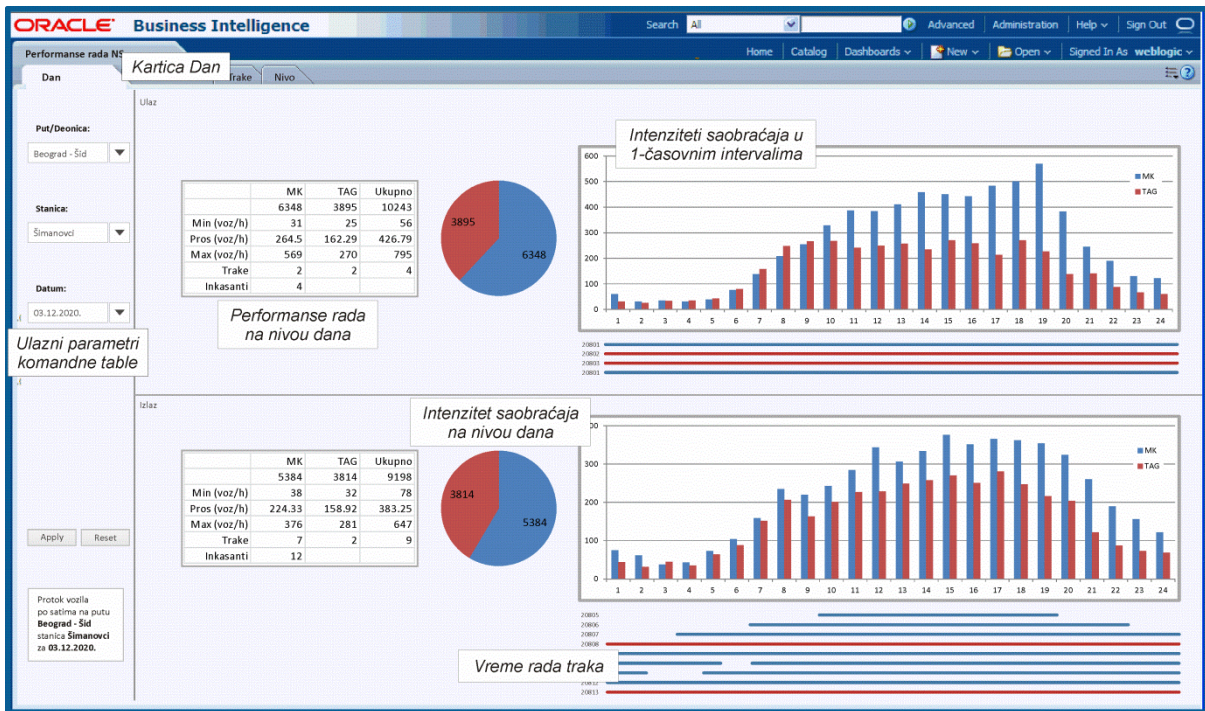 ORACLE Business Intelligence
Search All Advanced Administration Help Sign Out
Performanse rada NS
Home Catalog Dashboards New Open Signed In As weblogic
Kartica Dan
Dan Trake Nivo
Put/Deonica:
Beograd - Šid
Stanica:
Šimanovci
Datum:
03.12.2020.
Ulazni parametri
komandne table
Apply Reset
Protok vozila
po satima na putu
Beograd - Šid
stanica Šimanovci
za 03.12.2020.
Ulaz
MK TAG Ukupno
6348 3895 10243
Min (voz/h) 31 25 56
Pros (voz/h) 264.5 162.29 426.79
Max (voz/h) 569 270 795
Trake 2 2 4
Inkasanti 4
Performanse rada
na nivou dana
3895
6348
Intenziteti saobraćaja u
1-časovnim intervalima
600
500
400
300
200
100
0
MK
TAG
1 2 3 4 5 6 7 8 9 10 11 12 13 14 15 16 17 18 19 20 21 22 23 24
20801
20802
20803
20801
Izlaz
Intenzitet saobraćaja
na nivou dana
MK TAG Ukupno
5384 3814 9198
Min (voz/h) 38 32 78
Pros (voz/h) 224.33 158.92 383.25
Max (voz/h) 376 281 647
Trake 7 2 9
Inkasanti 12
3814
5384
300
200
100
0
MK
TAG
1 2 3 4 5 6 7 8 9 10 11 12 13 14 15 16 17 18 19 20 21 22 23 24
20805
20806
20807
20808
Vreme rada traka
20812
20813